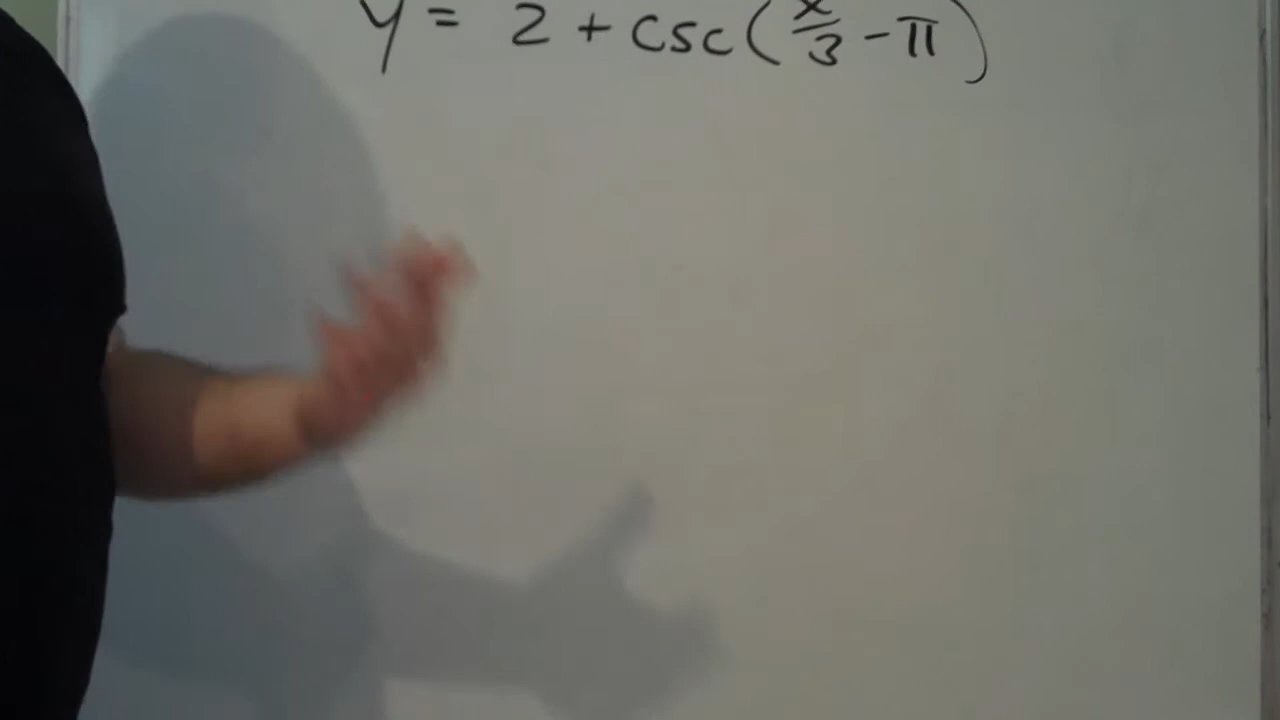 y = 2 + csc(x/3 - π)